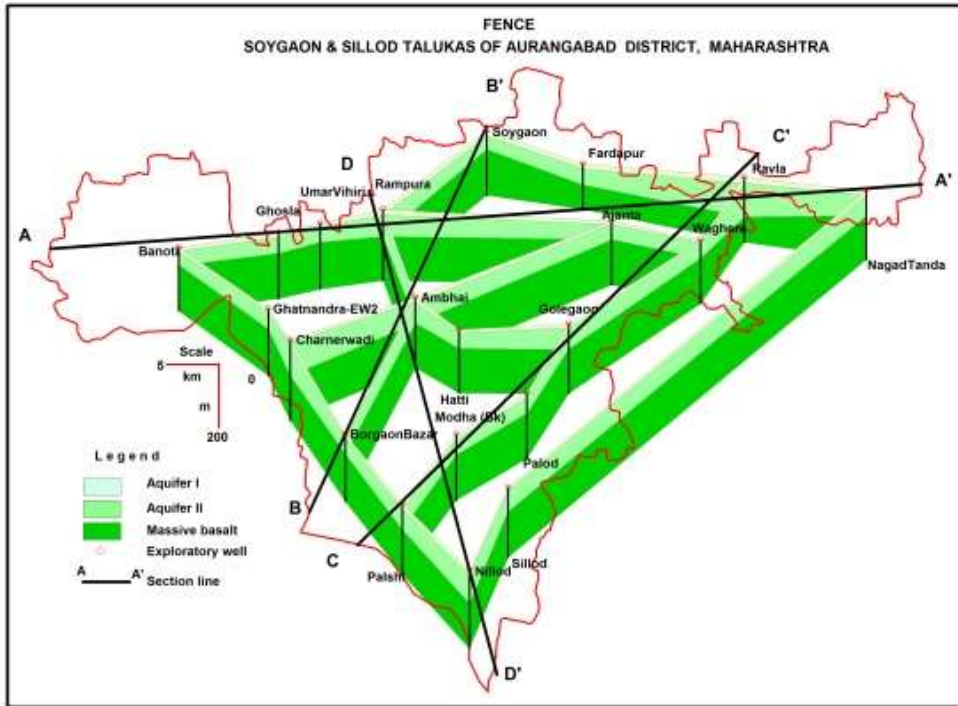 FENCE
SOYGAON & SILLOD TALUKAS OF AURANGABAD DISTRICT, MAHARASHTRA
B'
Soygaon
C'
Fardapur
D
Ravla
UmarVihir
Rampura
A'
Ghosla
Ajanta
A
Waghera
Banoti
NagadTanda
Ambhai
Ghatnandra-EW2
Golegaon
Charnerwadi
Scale
5
km
0
m
200
Hatti
Modha (Bk)
BorgaonBazar
Palod
Legend
Aquifer I
Aquifer II
Massive basalt
Exploratory well
A A' Section line
B
C
Sillod
Palshi
Nillod
D'